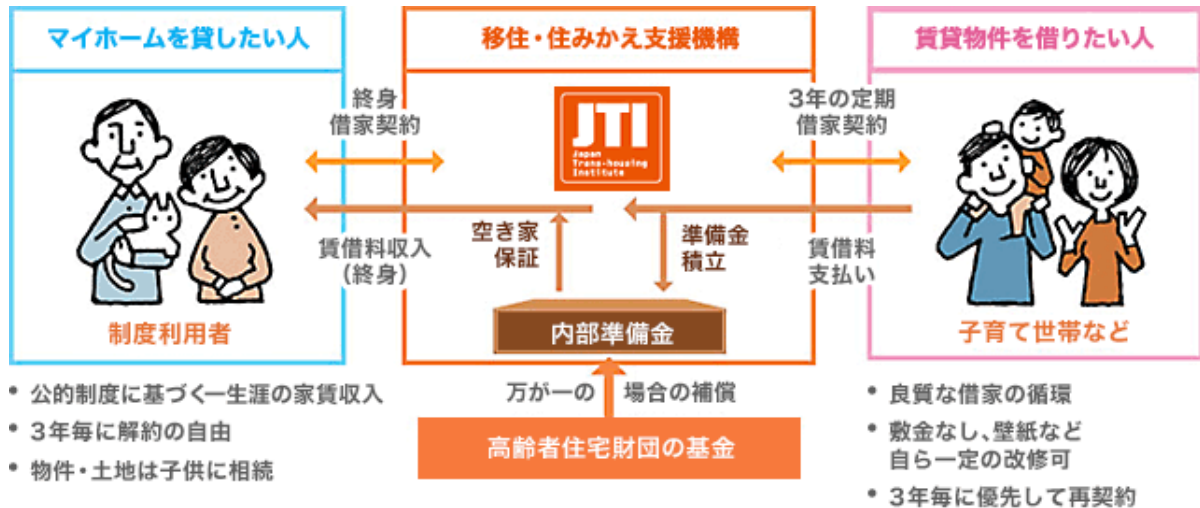 マイホームを貸したい人
制度利用者
• 公的制度に基づく一生涯の家賃収入
• 3年毎に解約の自由
• 物件・土地は子供に相続
終身
借家契約
賃借料収入
(終身)
移住・住みかえ支援機構
JTI
Japan
Trans-housing
Institute
空き家
保証
準備金
積立
内部準備金
万が一の 場合の補償
高齢者住宅財団の基金
3年の定期
借家契約
賃借料
支払い
賃貸物件を借りたい人
子育て世帯など
• 良質な借家の循環
• 敷金なし、壁紙など
自ら一定の改修可
• 3年毎に優先して再契約